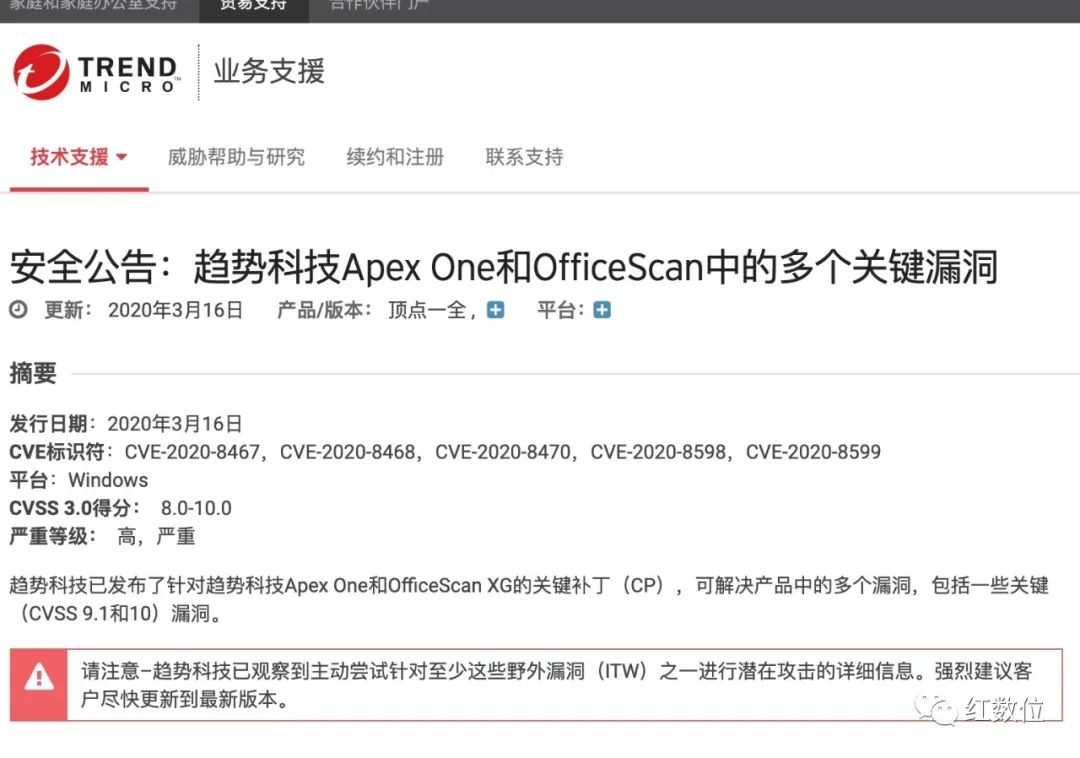 家庭和家庭办公室支持 贸易支持 合作伙伴门户
TREND MICRO™ 业务支援
技术支援 威胁帮助与研究 续约和注册 联系支持
安全公告：趋势科技Apex One和OfficeScan中的多个关键漏洞
更新： 2020年3月16日 产品/版本： 顶点一全， 平台：
摘要
发行日期：2020年3月16日
CVE标识符：CVE-2020-8467，CVE-2020-8468，CVE-2020-8470，CVE-2020-8598，CVE-2020-8599
平台：Windows
CVSS 3.0得分： 8.0-10.0
严重等级： 高，严重
趋势科技已发布了针对趋势科技Apex One和OfficeScan XG的关键补丁（CP），可解决产品中的多个漏洞，包括一些关键
（CVSS 9.1和10）漏洞。
请注意–趋势科技已观察到主动尝试针对至少这些野外漏洞（ITW）之一进行潜在攻击的详细信息。强烈建议客
户尽快更新到最新版本。
红数位